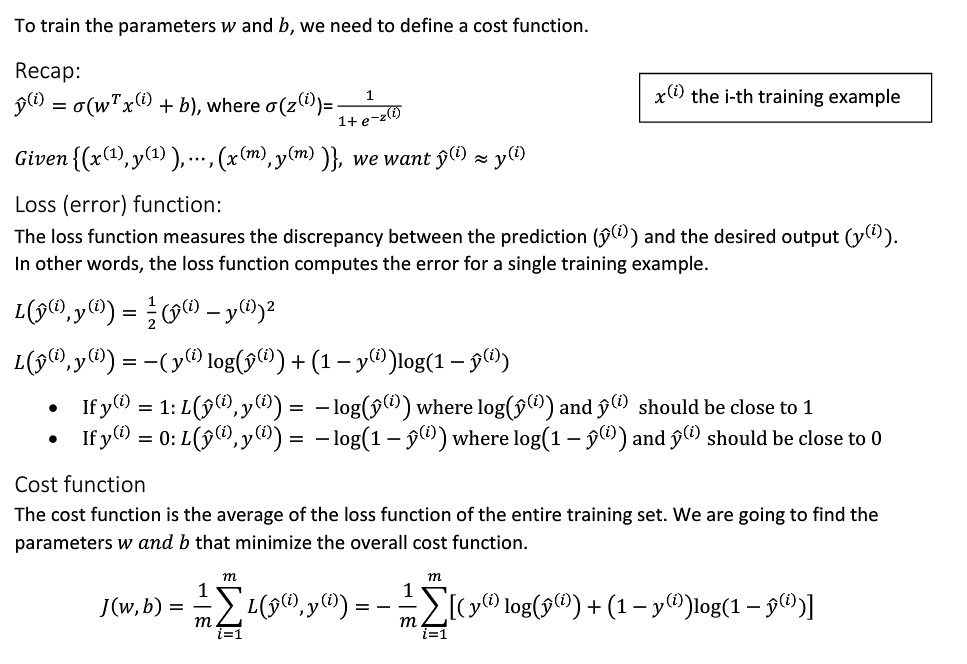 To train the parameters w and b, we need to define a cost function.
Recap:
ŷ⁽ⁱ⁾ = σ(wᵀx⁽ⁱ⁾ + b), where σ(z⁽ⁱ⁾)= 1 / (1+ e^(−z⁽ⁱ⁾))
x⁽ⁱ⁾ the i-th training example
Given {(x⁽¹⁾, y⁽¹⁾ ), ⋯ , (x⁽ᵐ⁾, y⁽ᵐ⁾ )}, we want ŷ⁽ⁱ⁾ ≈ y⁽ⁱ⁾
Loss (error) function:
The loss function measures the discrepancy between the prediction (ŷ⁽ⁱ⁾) and the desired output (y⁽ⁱ⁾).
In other words, the loss function computes the error for a single training example.
L(ŷ⁽ⁱ⁾, y⁽ⁱ⁾) = 1/2 (ŷ⁽ⁱ⁾ − y⁽ⁱ⁾)²
L(ŷ⁽ⁱ⁾, y⁽ⁱ⁾) = −( y⁽ⁱ⁾ log(ŷ⁽ⁱ⁾) + (1 − y⁽ⁱ⁾)log(1 − ŷ⁽ⁱ⁾)
• If y⁽ⁱ⁾ = 1: L(ŷ⁽ⁱ⁾, y⁽ⁱ⁾) = − log(ŷ⁽ⁱ⁾) where log(ŷ⁽ⁱ⁾) and ŷ⁽ⁱ⁾ should be close to 1
• If y⁽ⁱ⁾ = 0: L(ŷ⁽ⁱ⁾, y⁽ⁱ⁾) = − log(1 − ŷ⁽ⁱ⁾) where log(1 − ŷ⁽ⁱ⁾) and ŷ⁽ⁱ⁾ should be close to 0
Cost function
The cost function is the average of the loss function of the entire training set. We are going to find the
parameters w and b that minimize the overall cost function.
J(w, b) = 1/m ∑_{i=1}^{m} L(ŷ⁽ⁱ⁾, y⁽ⁱ⁾) = − 1/m ∑_{i=1}^{m} [( y⁽ⁱ⁾ log(ŷ⁽ⁱ⁾) + (1 − y⁽ⁱ⁾)log(1 − ŷ⁽ⁱ⁾)]